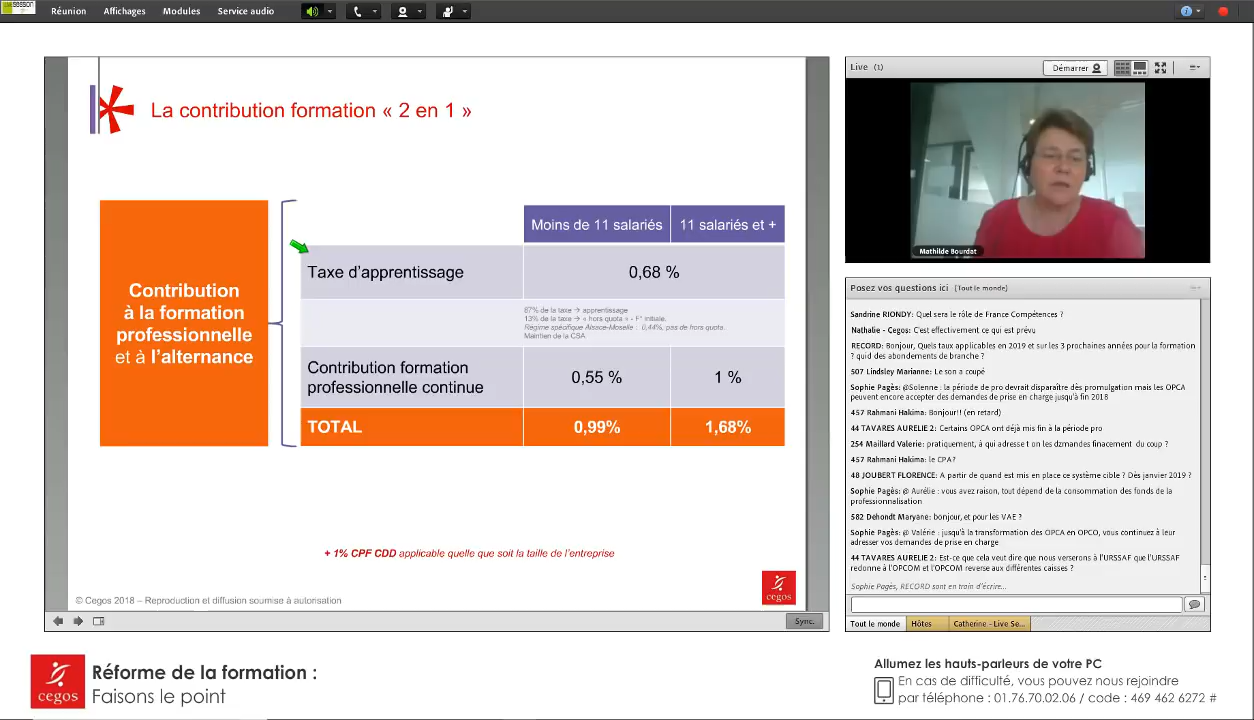 Réunion Affichages Modules Service audio
La contribution formation « 2 en 1 »
Contribution
à la formation
professionnelle
et à l'alternance
Moins de 11 salariés 11 salariés et +
Taxe d'apprentissage 0,68 %
87% de la taxe → apprentissage
13% de la taxe → « hors quota » - F° initiale.
Régime spécifique Alsace-Moselle : 0,44%, pas de hors quota.
Maintien de la CSA
Contribution formation
professionnelle continue 0,55 % 1 %
TOTAL 0,99% 1,68%
+ 1% CPF CDD applicable quelle que soit la taille de l'entreprise
cegos
© Cegos 2018 – Reproduction et diffusion soumise à autorisation
Sync.
Live (1) Démarrer
Mathilde Bourdat
Posez vos questions ici (Tout le monde)
Sandrine RIONDY: Quel sera le rôle de France Compétences ?
Nathalie - Cegos: C'est effectivement ce qui est prévu
RECORD: Bonjour, Quels taux applicables en 2019 et sur les 3 prochaines années pour la formation
? quid des abondements de branche ?
507 Lindsley Marianne: Le son a coupé
Sophie Pagès: @Solenne : la période de pro devrait disparaître dès promulgation mais les OPCA
peuvent encore accepter des demandes de prise en charge jusqu'à fin 2018
457 Rahmani Hakima: Bonjour!! (en retard)
44 TAVARES AURELIE 2: Certains OPCA ont déjà mis fin à la période pro
254 Maillard Valerie: pratiquement, à qui adresse t on les dzmandes finacement du coup ?
457 Rahmani Hakima: le CPA?
48 JOUBERT FLORENCE: A partir de quand est mis en place ce système cible ? Dès janvier 2019 ?
Sophie Pagès: @ Aurélie : vous avez raison, tout dépend de la consommation des fonds de la
professionnalisation
582 Dehondt Maryane: bonjour, et pour les VAE ?
Sophie Pagès: @ Valérie : jusqu'à la transformation des OPCA en OPCO, vous continuez à leur
adresser vos demandes de prise en charge
44 TAVARES AURELIE 2: Est-ce que cela veut dire que nous verserons à l'URSSAF que l'URSSAF
redonne à l'OPCOM et l'OPCOM reverse aux différentes caisses ?
Sophie Pagès, RECORD sont en train d'écrire...
Tout le monde Hôtes Catherine - Live Se...
cegos
Réforme de la formation :
Faisons le point
Allumez les hauts-parleurs de votre PC
En cas de difficulté, vous pouvez nous rejoindre
par téléphone : 01.76.70.02.06 / code : 469 462 6272 #